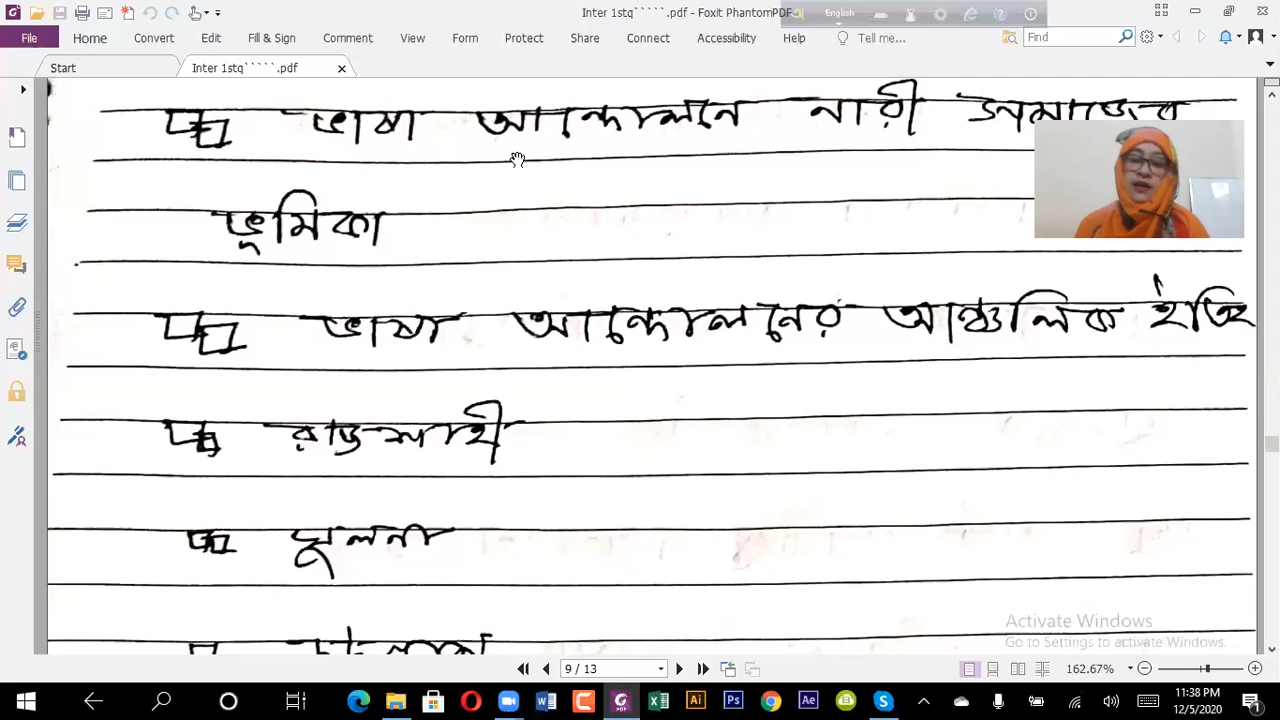 Inter 1stq`````.pdf - Foxit PhantomPDF
English
File Home Convert Edit Fill & Sign Comment View Form Protect Share Connect Accessibility Help Tell me... Find
Start Inter 1stq`````.pdf
ভাষা আন্দোলনে নারী সমাজের
ভূমিকা
ভাষা আন্দোলনের আঞ্চলিক ইতিহ
রাজশাহী
খুলনা
Activate Windows
Go to Settings to activate Windows.
9 / 13
162.67%
11:38 PM
12/5/2020